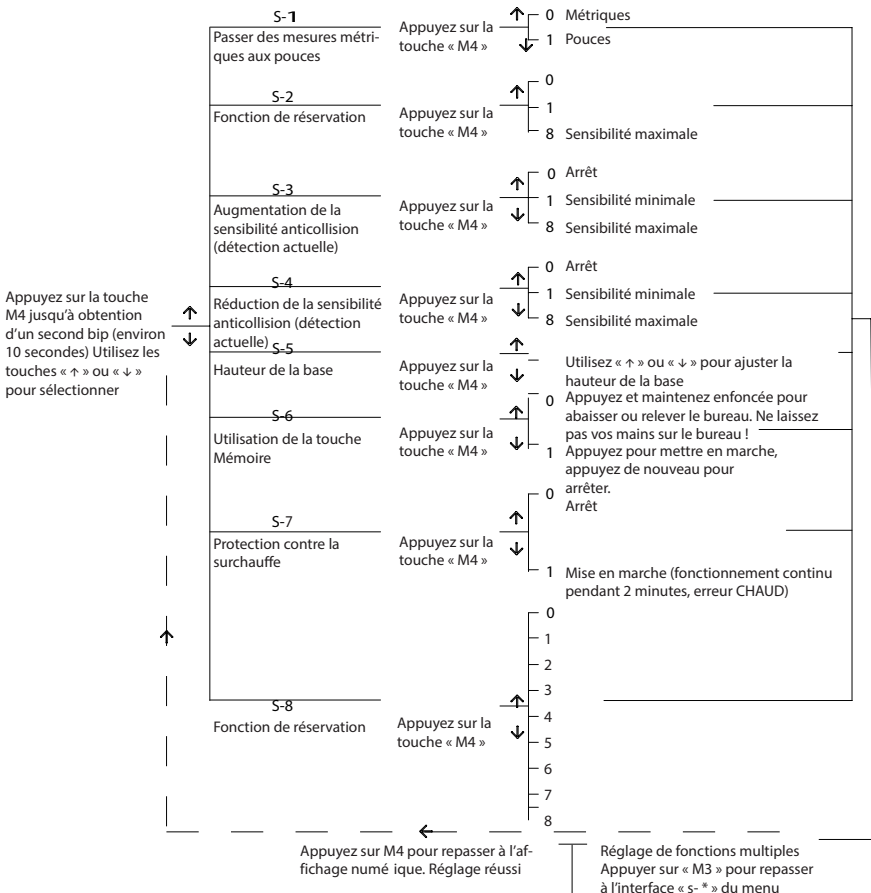 Appuyez sur la touche
M4 jusqu'à obtention
d'un second bip (environ
10 secondes) Utilisez les
touches « ↑ » ou « ↓ »
pour sélectionner
↑
↓
S-1
Passer des mesures métri-
ques aux pouces
Appuyez sur la
touche « M4 »
↑
↓
0 Métriques
1 Pouces
S-2
Fonction de réservation
Appuyez sur la
touche « M4 »
↑
0
1
8 Sensibilité maximale
S-3
Augmentation de la
sensibilité anticollision
(détection actuelle)
Appuyez sur la
touche « M4 »
↑
↓
0 Arrêt
1 Sensibilité minimale
8 Sensibilité maximale
S-4
Réduction de la sensibilité
anticollision (détection
actuelle)
Appuyez sur la
touche « M4 »
↑
↓
0 Arrêt
1 Sensibilité minimale
8 Sensibilité maximale
S-5
Hauteur de la base
Appuyez sur la
touche « M4 »
↑
↓
Utilisez « ↑ » ou « ↓ » pour ajuster la
hauteur de la base
S-6
Utilisation de la touche
Mémoire
Appuyez sur la
touche « M4 »
↑
↓
0 Appuyez et maintenez enfoncée pour
abaisser ou relever le bureau. Ne laissez
pas vos mains sur le bureau !
1 Appuyez pour mettre en marche,
appuyez de nouveau pour
arrêter.
S-7
Protection contre la
surchauffe
Appuyez sur la
touche « M4 »
↑
↓
0 Arrêt
1 Mise en marche (fonctionnement continu
pendant 2 minutes, erreur CHAUD)
S-8
Fonction de réservation
Appuyez sur la
touche « M4 »
↑
↓
0
1
2
3
4
5
6
7
8
Appuyez sur M4 pour repasser à l'af-
fichage numé ique. Réglage réussi
Réglage de fonctions multiples
Appuyer sur « M3 » pour repasser
à l'interface « s- * » du menu